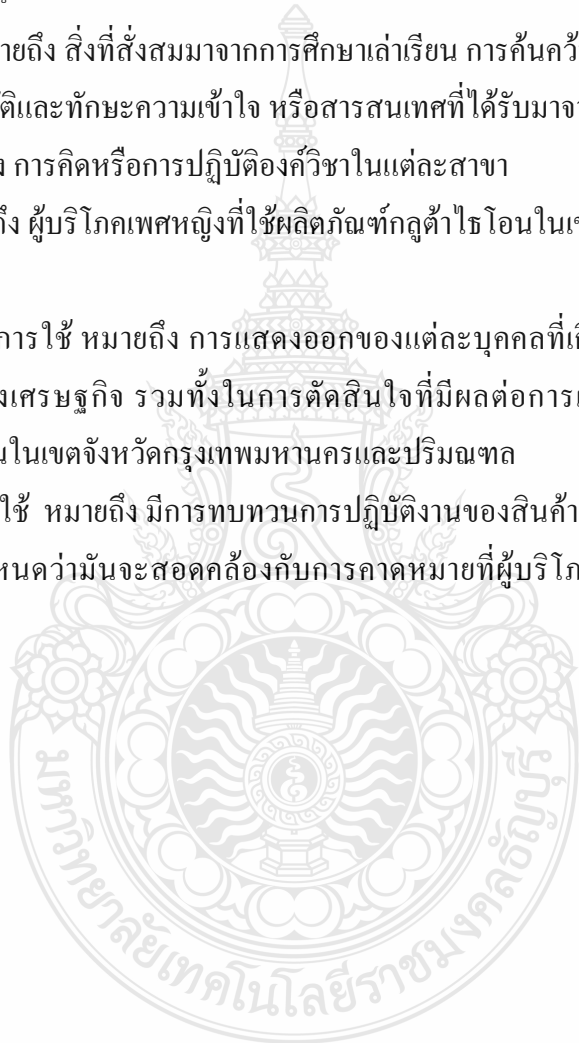 ายถึง สิ่งที่สั่งสมมาจากการศึกษาเล่าเรียน การค้นคว้
ติและทักษะความเข้าใจ หรือสารสนเทศที่ได้รับมาจา
ง การคิดหรือการปฏิบัติองค์วิชาในแต่ละสาขา
ถึง ผู้บริโภคเพศหญิงที่ใช้ผลิตภัณฑ์กลูต้าไธโอนในเข
การใช้ หมายถึง การแสดงออกของแต่ละบุคคลที่เกี
งเศรษฐกิจ รวมทั้งในการตัดสินใจที่มีผลต่อการแ
นในเขตจังหวัดกรุงเทพมหานครและปริมณฑล
ใช้ หมายถึง มีการทบทวนการปฏิบัติงานของสินค้า
หนดว่ามันจะสอดคล้องกับการคาดหมายที่ผู้บริโภ
มหาวิทยาลัยเทคโนโลยีราชมงคลธัญบุรี